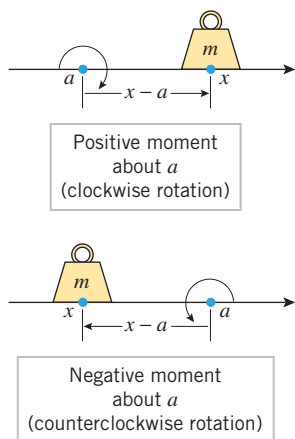 m
a x
x – a
Positive moment
about a
(clockwise rotation)
m
x a
x – a
Negative moment
about a
(counterclockwise rotation)